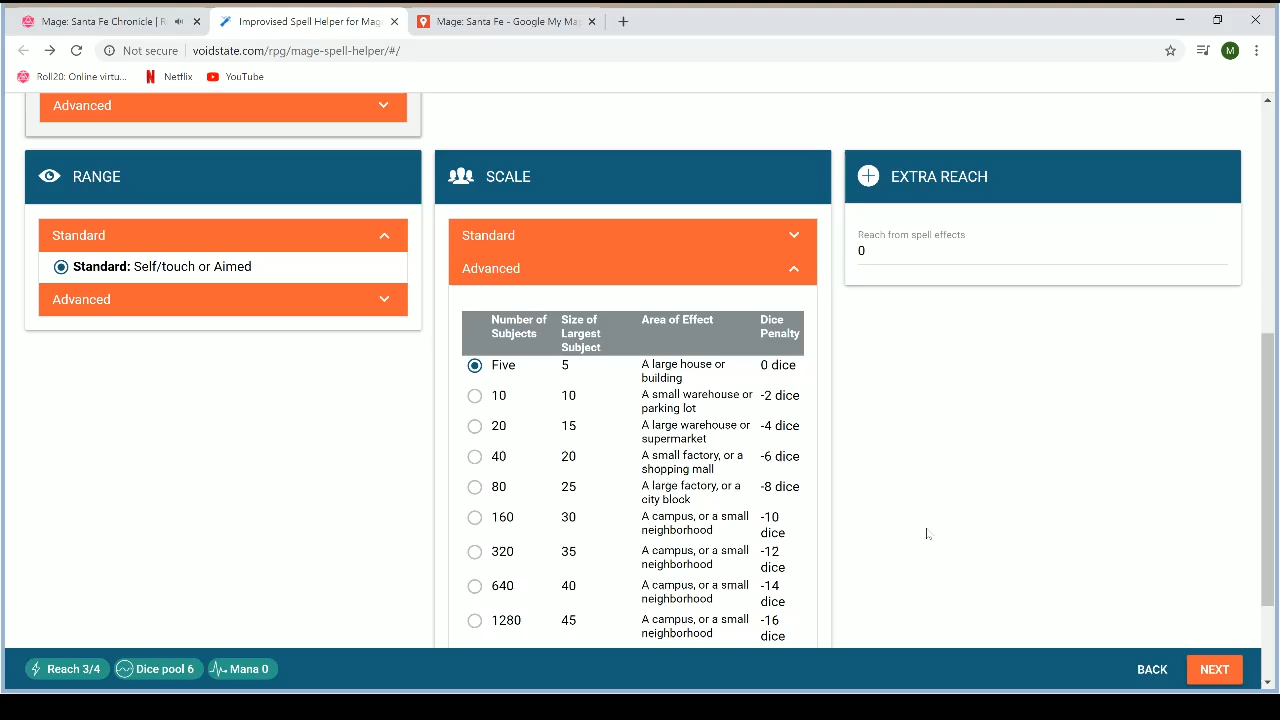 Mage: Santa Fe Chronicle | R
Improvised Spell Helper for Mage
Mage: Santa Fe - Google My Ma
Not secure
voidstate.com/rpg/mage-spell-helper/#/
M
Roll20: Online virtu...
Netflix
YouTube
Advanced
RANGE
Standard
Standard: Self/touch or Aimed
Advanced
SCALE
Standard
Advanced
Number of Subjects Size of Largest Subject Area of Effect Dice Penalty
Five 5 A large house or building 0 dice
10 10 A small warehouse or parking lot -2 dice
20 15 A large warehouse or supermarket -4 dice
40 20 A small factory, or a shopping mall -6 dice
80 25 A large factory, or a city block -8 dice
160 30 A campus, or a small neighborhood -10 dice
320 35 A campus, or a small neighborhood -12 dice
640 40 A campus, or a small neighborhood -14 dice
1280 45 A campus, or a small neighborhood -16 dice
EXTRA REACH
Reach from spell effects
0
Reach 3/4
Dice pool 6
Mana 0
BACK
NEXT